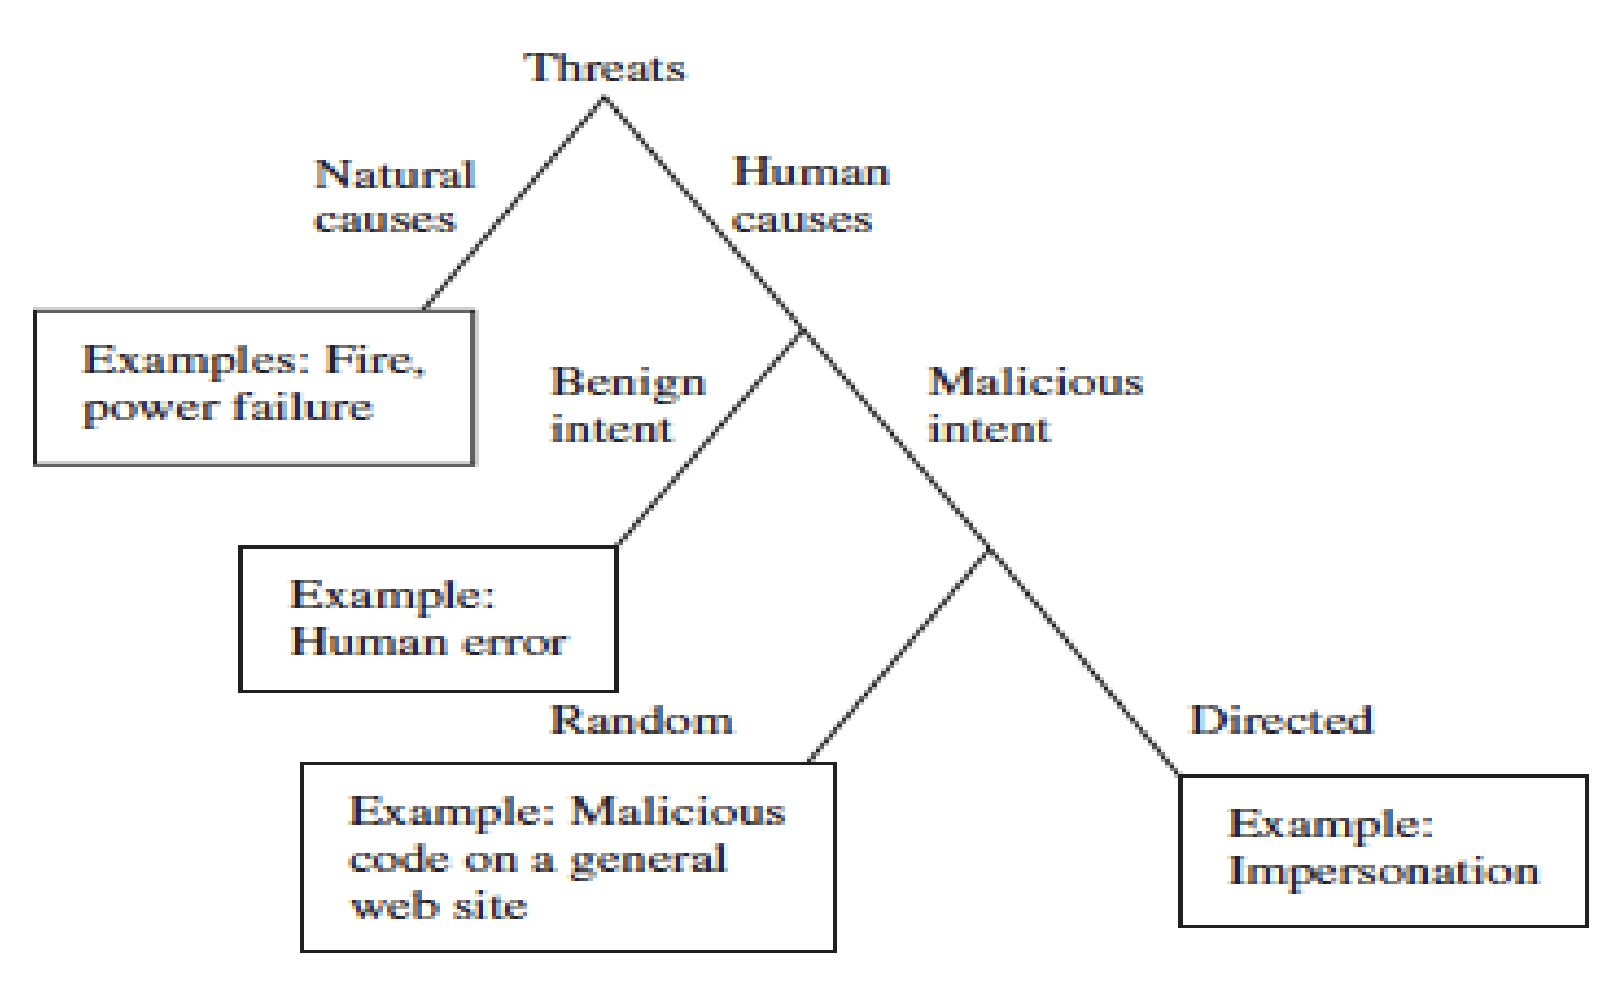 Threats
Natural
causes
Human
causes
Examples: Fire,
power failure
Benign
intent
Malicious
intent
Example:
Human error
Random
Directed
Example: Malicious
code on a general
web site
Example:
Impersonation